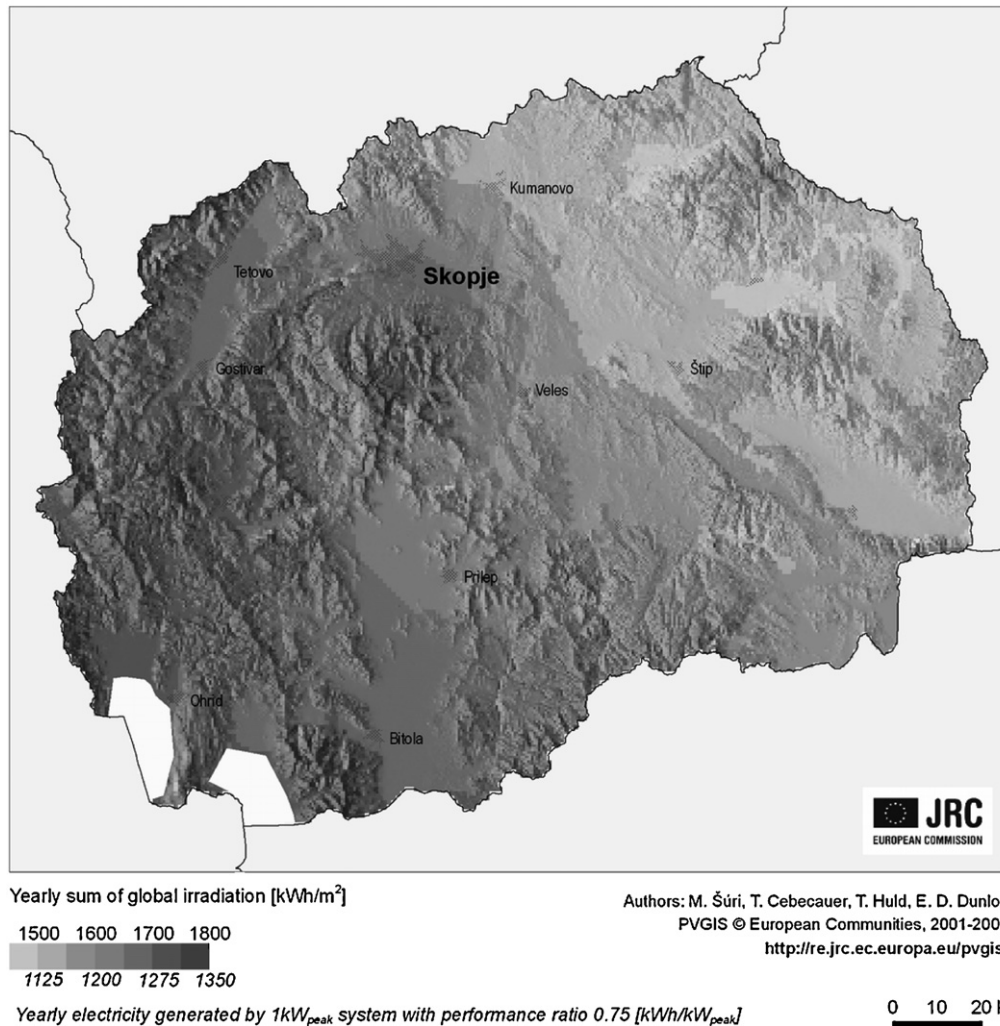 Kumanovo
Tetovo
Skopje
Gostivar
Štip
Veles
Prilep
Ohrid
Bitola
JRC
EUROPEAN COMMISSION
Yearly sum of global irradiation [kWh/m²]
1500 1600 1700 1800
1125 1200 1275 1350
Yearly electricity generated by 1kWpeak system with performance ratio 0.75 [kWh/kWpeak]
Authors: M. Šúri, T. Cebecauer, T. Huld, E. D. Dunlo
PVGIS © European Communities, 2001-200
http://re.jrc.ec.europa.eu/pvgis
0 10 20